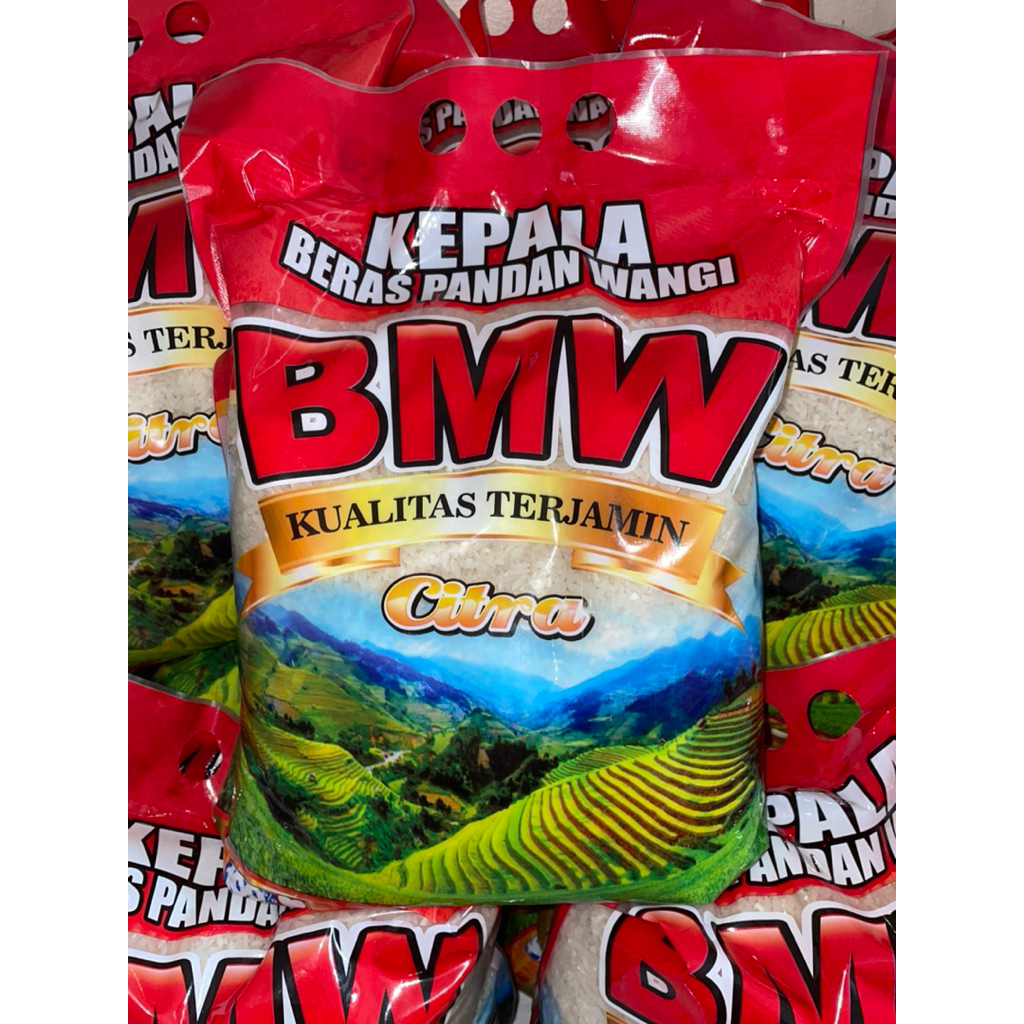 KEPALA
BERAS PANDAN WANGI
BMW
KUALITAS TERJAMIN
Citra